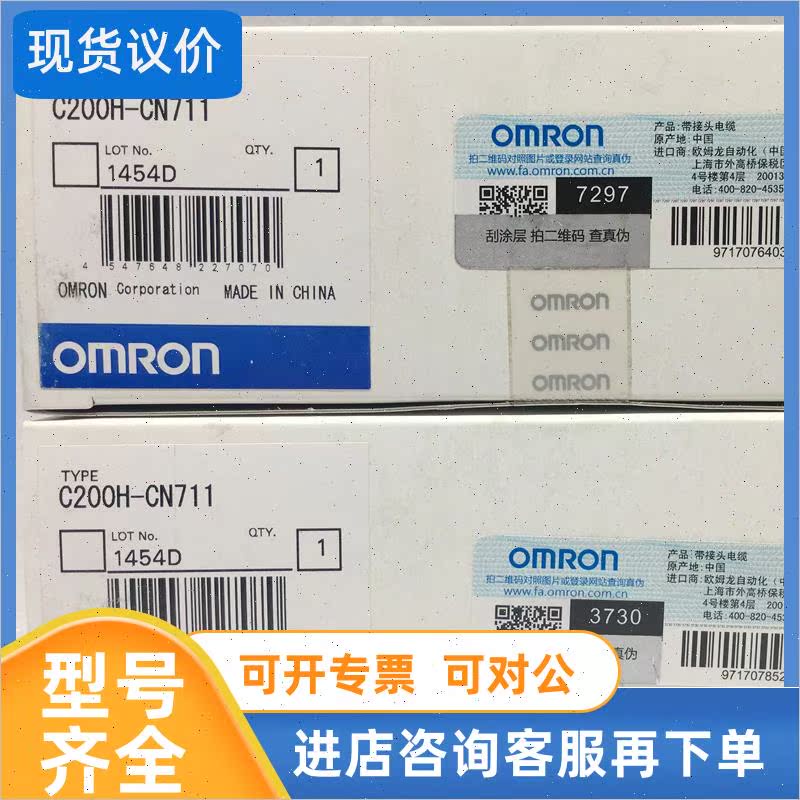 现货议价
C200H-CN711
LOT No.
QTY.
1454D
1
4 547648 227070
OMRON Corporation MADE IN CHINA
OMRON
OMRON
拍二维码对照图片或登录网站查询真伪
www.fa.omron.com.cn
7297
刮涂层 拍二维码 查真伪
产品: 带接头电缆
原产地: 中国
进口商: 欧姆龙自动化（中国
上海市外高桥保税区
4号楼第4层 20013
电话: 400-820-4535
971707640
OMRON
OMRON
OMRON
TYPE
C200H-CN711
LOT No.
QTY.
1454D
1
OMRON
拍二维码对照图片或登录网站查询真伪
www.fa.omron.com.cn
3730
真伪
产品: 带接头电缆
原产地: 中国
进口商: 欧姆龙自动化（中
上海市外高桥保
4号楼第4层 200
电话: 400-820-453
971707852
型号
齐全
可开专票 可对公
进店咨询客服再下单